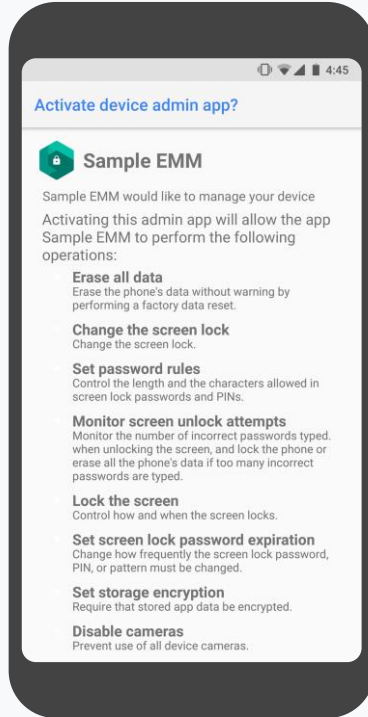 4:45
Activate device admin app?
Sample EMM
Sample EMM would like to manage your device
Activating this admin app will allow the app
Sample EMM to perform the following
operations:
Erase all data
Erase the phone's data without warning by
performing a factory data reset.
Change the screen lock
Change the screen lock.
Set password rules
Control the length and the characters allowed in
screen lock passwords and PINs.
Monitor screen unlock attempts
Monitor the number of incorrect passwords typed.
when unlocking the screen, and lock the phone or
erase all the phone's data if too many incorrect
passwords are typed.
Lock the screen
Control how and when the screen locks.
Set screen lock password expiration
Change how frequently the screen lock password,
PIN, or pattern must be changed.
Set storage encryption
Require that stored app data be encrypted.
Disable cameras
Prevent use of all device cameras.